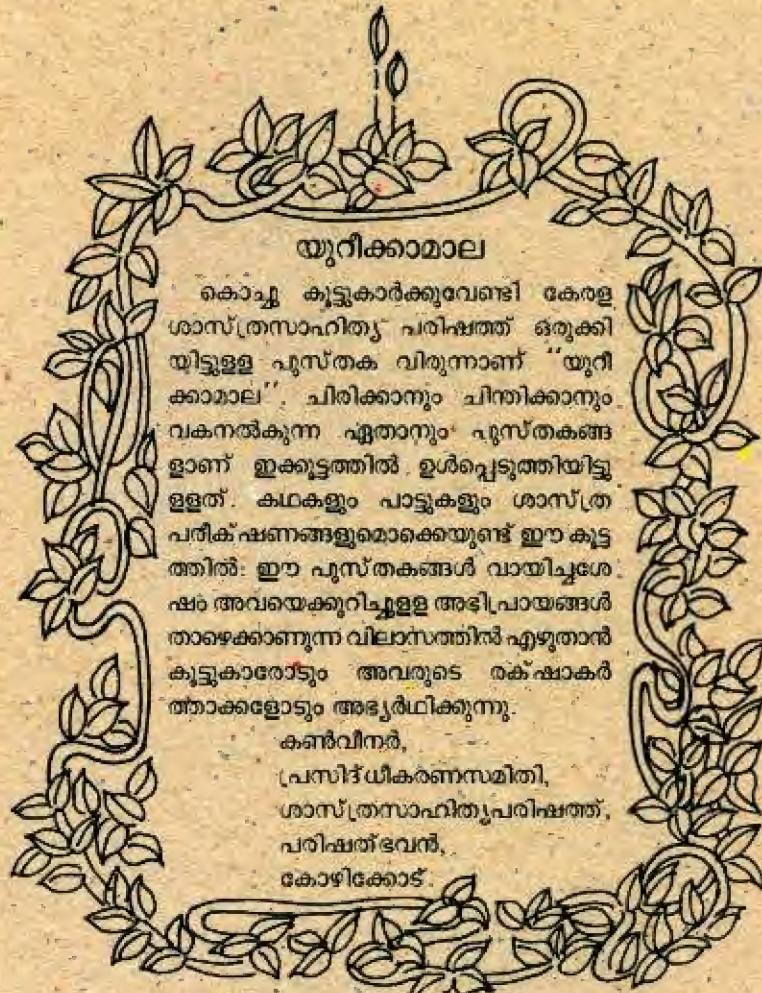 യുറീക്കാമാല
കൊച്ചു കൂട്ടുകാർക്കുവേണ്ടി കേരള
ശാസ്ത്രസാഹിത്യ പരിഷത്ത് ഒരുക്കി
യിട്ടുള്ള പുസ്തക വിരുന്നാണ് ‘‘യുറീ
ക്കാമാല’’. ചിരിക്കാനും ചിന്തിക്കാനും
വകനൽകുന്ന ഏതാനും പുസ്തകങ്ങ
ളാണ് ഇക്കൂട്ടത്തിൽ ഉൾപ്പെടുത്തിയിട്ടു
ള്ളത്. കഥകളും പാട്ടുകളും ശാസ്ത്ര
പരീക്ഷണങ്ങളുമൊക്കെയുണ്ട് ഈ കൂട്ട
ത്തിൽ. ഈ പുസ്തകങ്ങൾ വായിച്ചശേ
ഷം അവയെക്കുറിച്ചുള്ള അഭിപ്രായങ്ങൾ
താഴെക്കാണുന്ന വിലാസത്തിൽ എഴുതാൻ
കൂട്ടുകാരോടും അവരുടെ രക്ഷാകർ
ത്താക്കളോടും അഭ്യർഥിക്കുന്നു.
കൺവീനർ,
പ്രസിദ്ധീകരണസമിതി,
ശാസ്ത്രസാഹിത്യപരിഷത്ത്,
പരിഷത്ഭവൻ,
കോഴിക്കോട്.